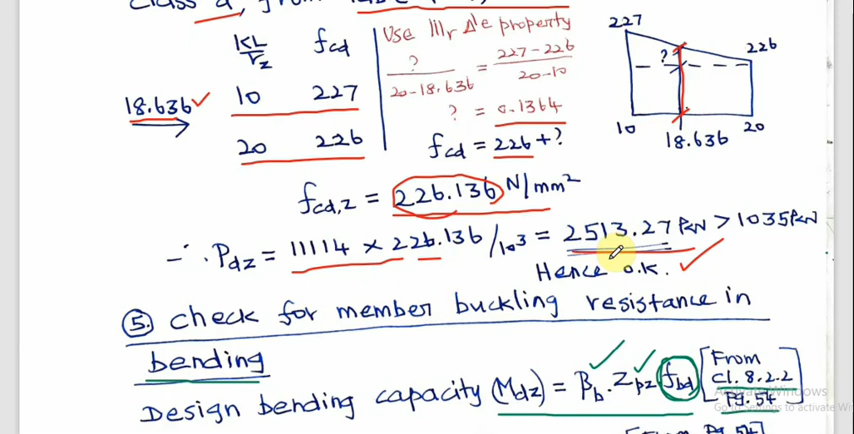 class a, from
KL/rz fcd
10 227
18.636 ✓
20 226
Use lllr Δle property
?/20-18.636 = 227-226/20-10
? = 0.1364
fcd = 226+?
227
226
?
10 18.636 20
fcd,z = 226.136 N/mm²
∴ Pdz = 11114 × 226.136/10³ = 2513.27 kN > 1035 kN
Hence o.k. ✓
⑤. check for member buckling resistance in
bending
Design bending capacity (Mdz) = βb. Zpz fbd [From
Cl. 8.2.2
Pg. 54]